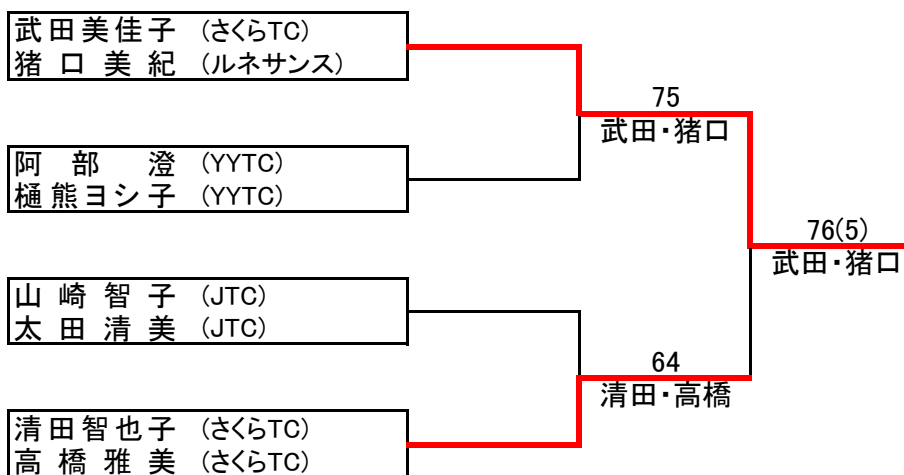 武田美佳子 (さくらTC)
猪口美紀 (ルネサンス)
75
武田・猪口
阿部 澄 (YYTC)
樋熊ヨシ子 (YYTC)
76(5)
武田・猪口
山崎智子 (JTC)
太田清美 (JTC)
64
清田・高橋
清田智也子 (さくらTC)
高橋雅美 (さくらTC)